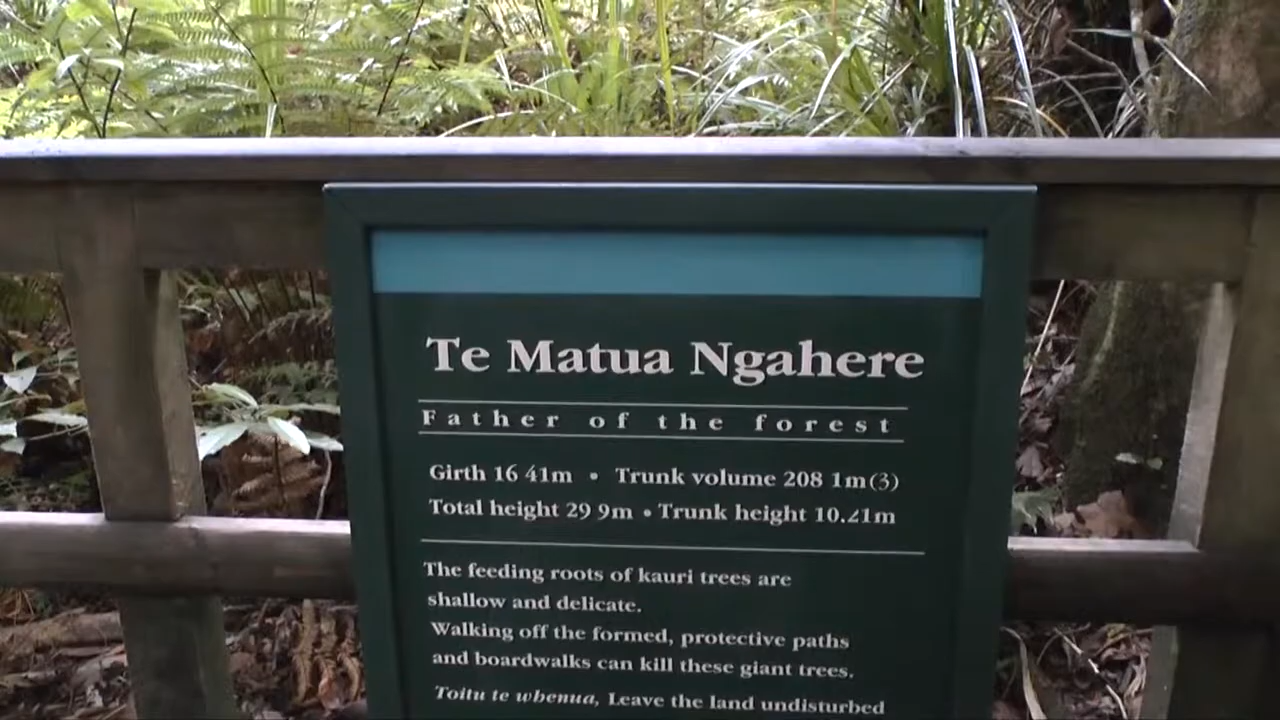 Te Matua Ngahere
Father of the forest
Girth 16 41m • Trunk volume 208 1m(3)
Total height 29 9m • Trunk height 10.21m
The feeding roots of kauri trees are
shallow and delicate.
Walking off the formed, protective paths
and boardwalks can kill these giant trees.
Toitu te whenua, Leave the land undisturbed